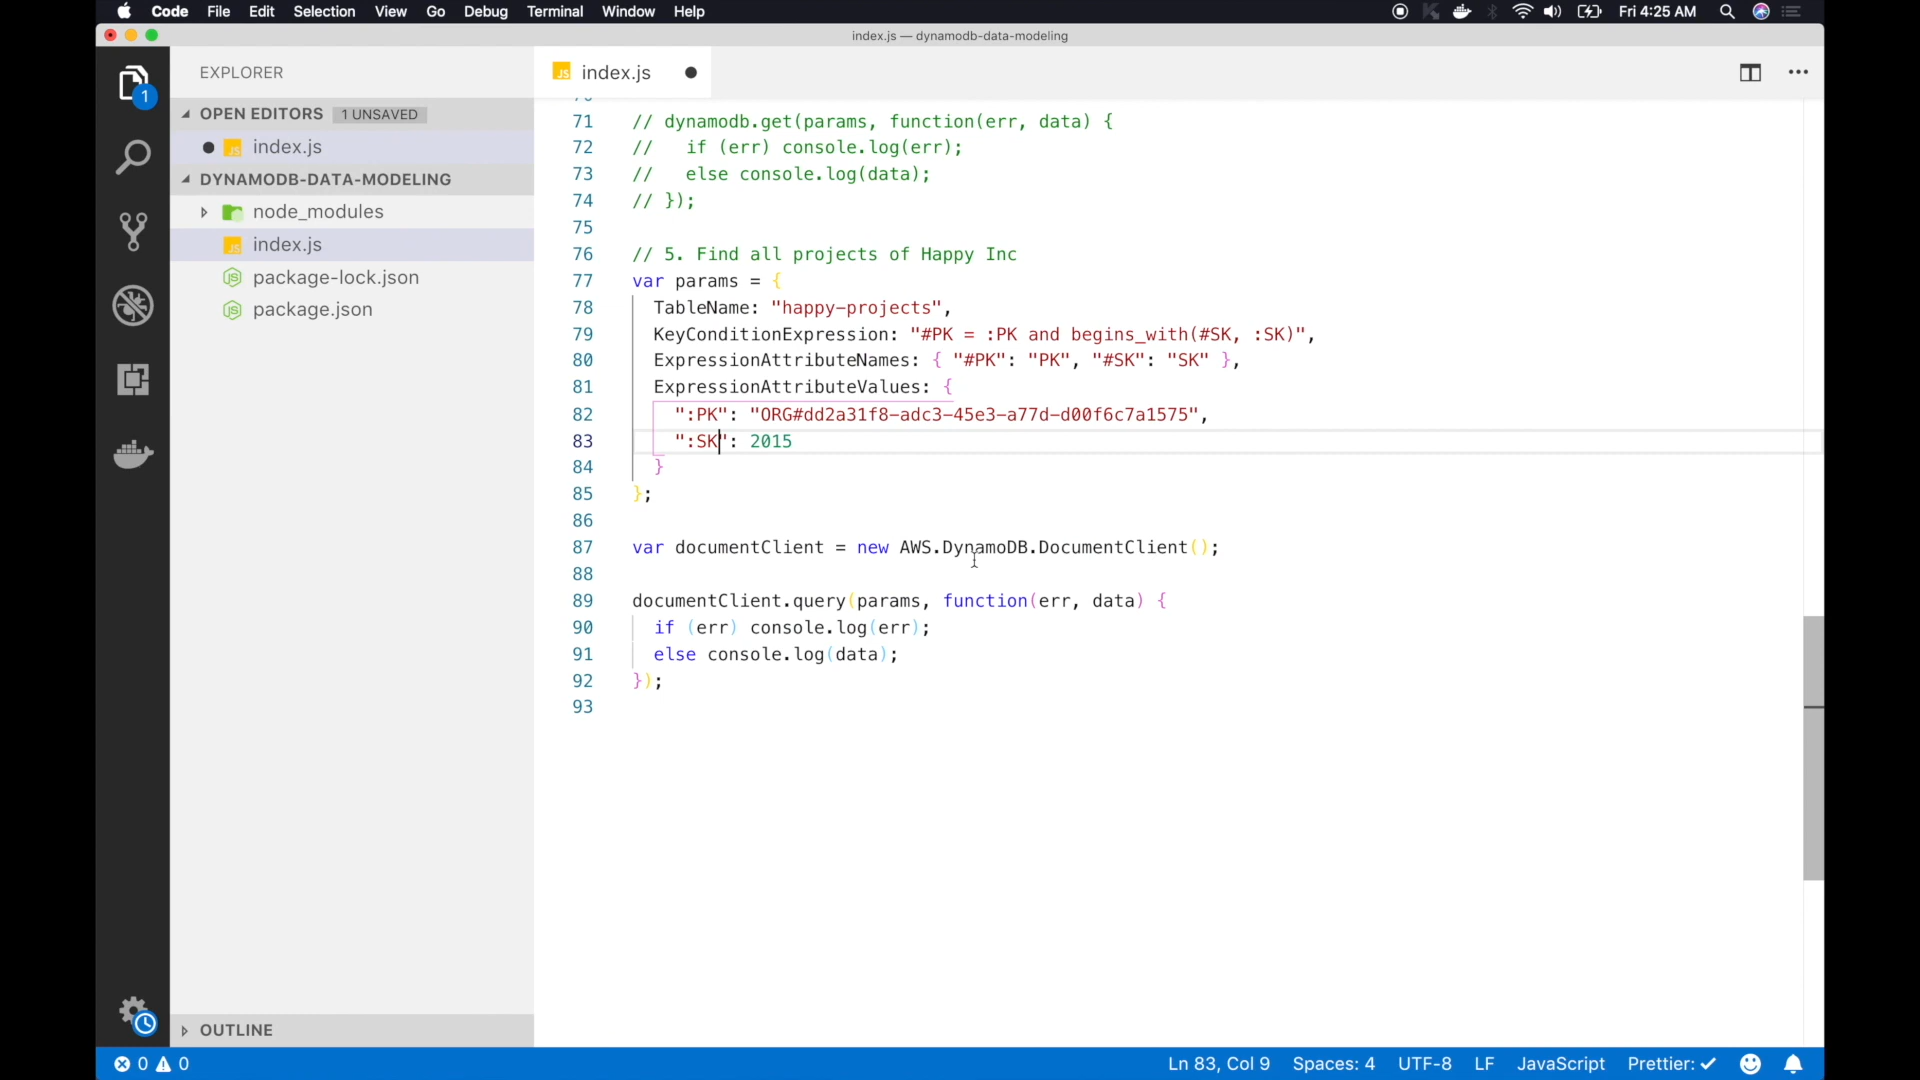 Code File Edit Selection View Go Debug Terminal Window Help Fri 4:25 AM
index.js — dynamodb-data-modeling
EXPLORER
index.js
1
OPEN EDITORS 1 UNSAVED
index.js
DYNAMODB-DATA-MODELING
node_modules
index.js
package-lock.json
package.json
71 // dynamodb.get(params, function(err, data) {
72 //   if (err) console.log(err);
73 //   else console.log(data);
74 // });
75
76 // 5. Find all projects of Happy Inc
77 var params = {
78   TableName: "happy-projects",
79   KeyConditionExpression: "#PK = :PK and begins_with(#SK, :SK)",
80   ExpressionAttributeNames: { "#PK": "PK", "#SK": "SK" },
81   ExpressionAttributeValues: {
82     ":PK": "ORG#dd2a31f8-adc3-45e3-a77d-d00f6c7a1575",
83     ":SK": 2015
84   }
85 };
86
87 var documentClient = new AWS.DynamoDB.DocumentClient();
88
89 documentClient.query(params, function(err, data) {
90   if (err) console.log(err);
91   else console.log(data);
92 });
93
OUTLINE
0 0 Ln 83, Col 9 Spaces: 4 UTF-8 LF JavaScript Prettier: ✓